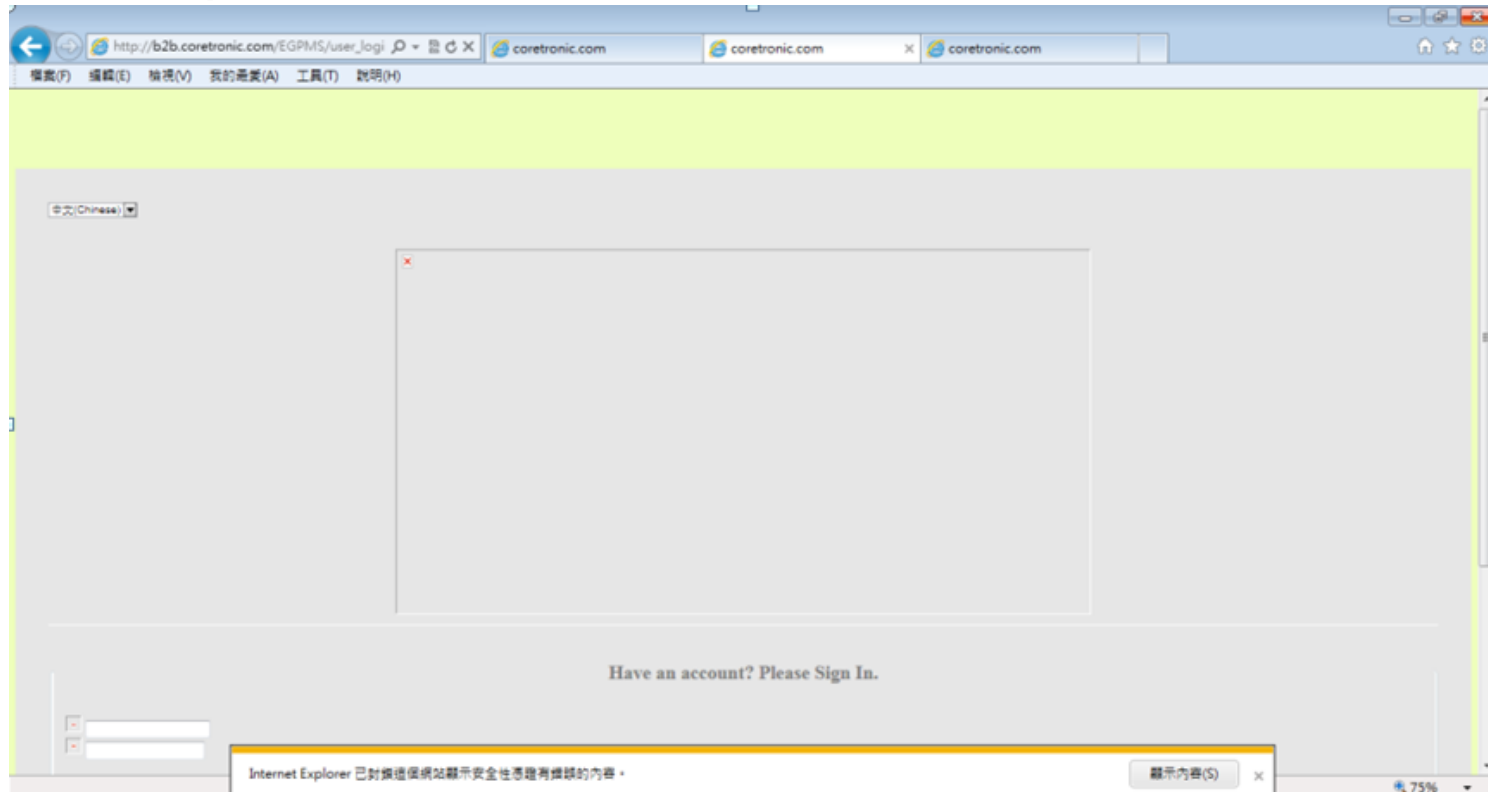 http://b2b.coretronic.com/EGPMS/user_logi
coretronic.com
coretronic.com
coretronic.com
檔案(F) 編輯(E) 檢視(V) 我的最愛(A) 工具(T) 說明(H)
中文(Chinese)
Have an account? Please Sign In.
Internet Explorer 已封鎖這個網站顯示安全性憑證有錯誤的內容。
顯示內容(S)
75%